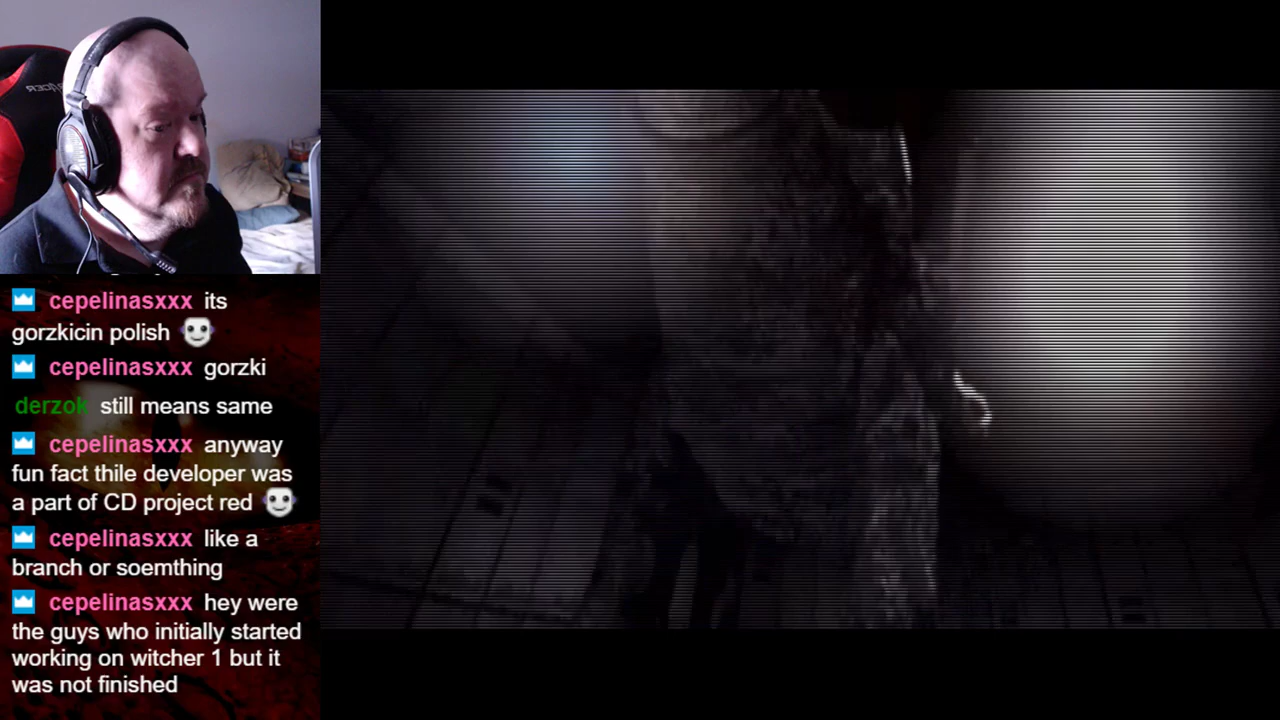 cepelinasxxx its
gorzkicin polish
cepelinasxxx gorzki
derzok still means same
cepelinasxxx anyway
fun fact thile developer was
a part of CD project red
cepelinasxxx like a
branch or soemthing
cepelinasxxx hey were
the guys who initially started
working on witcher 1 but it
was not finished